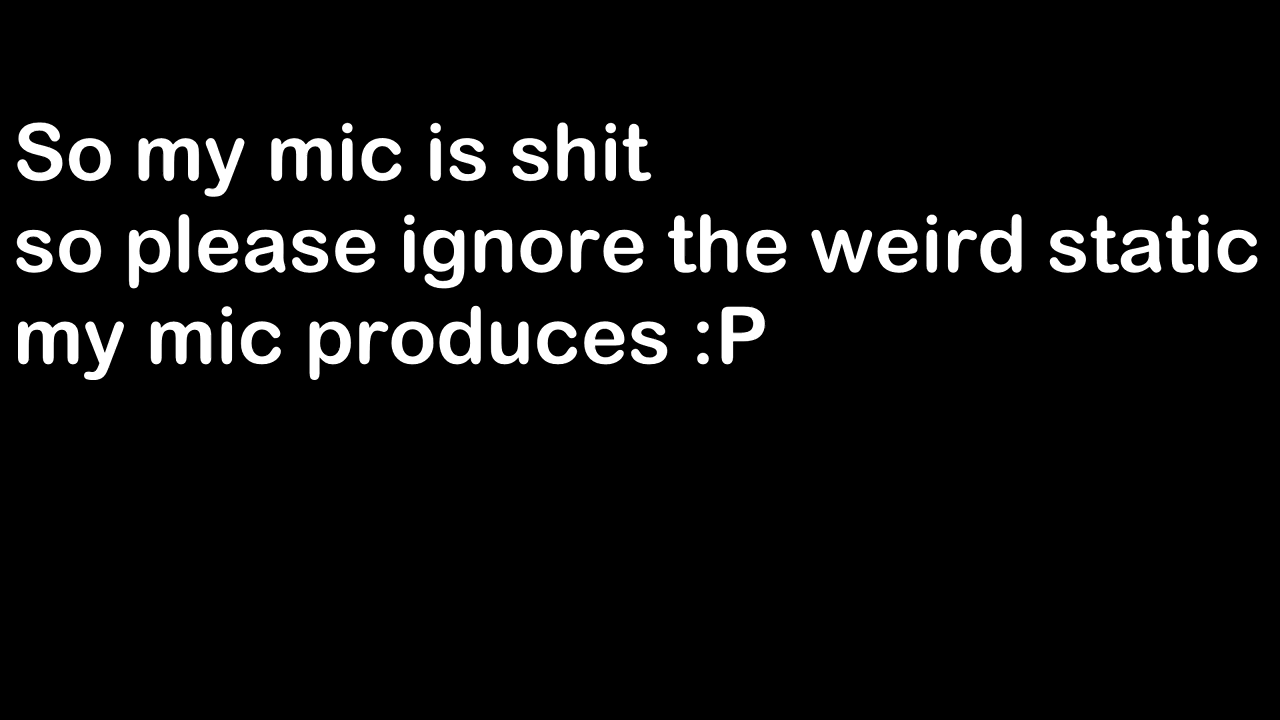 So my mic is shit
so please ignore the weird static
my mic produces :P